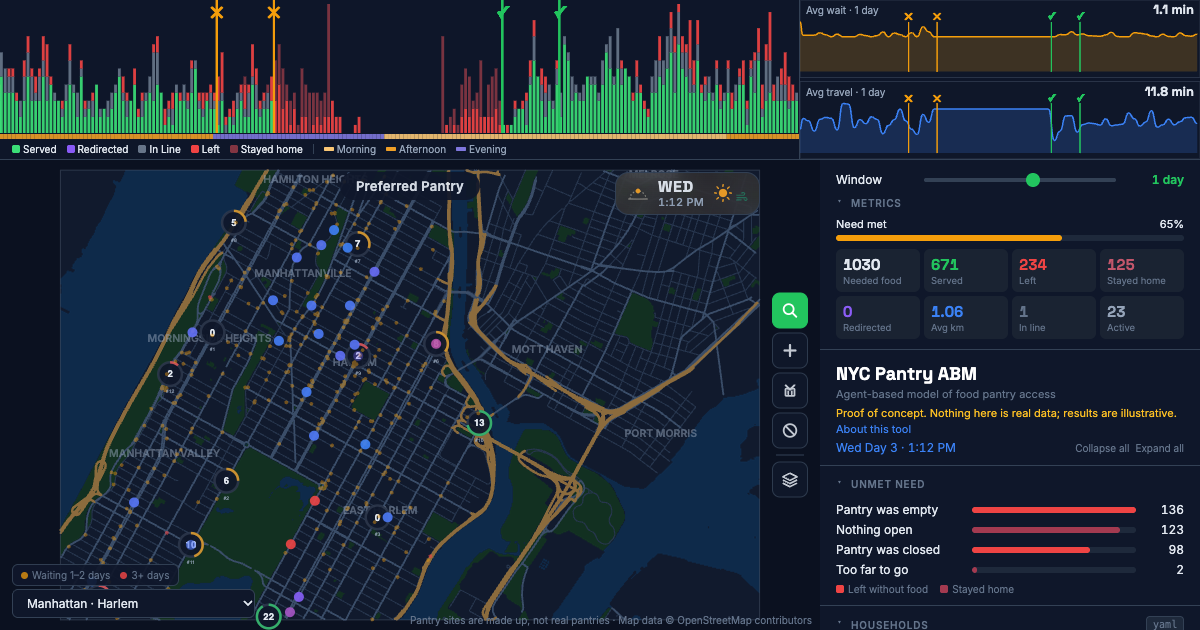 Avg wait · 1 day
1.1 min
Avg travel · 1 day
11.8 min
Served
Redirected
In Line
Left
Stayed home
Morning
Afternoon
Evening
Preferred Pantry
WED
1:12 PM
5
7
#7
MANHATTANVILLE
0
#1
2
#12
2
#9
MOTT HAVEN
13
PORT MORRIS
MANHATTAN VALLEY
6
#2
0
#3
10
#11
22
Waiting 1–2 days
3+ days
Manhattan · Harlem
Pantry sites are made up, not real pantries · Map data © OpenStreetMap contributors
Window
1 day
METRICS
Need met
65%
1030
Needed food
671
Served
234
Left
125
Stayed home
0
Redirected
1.06
Avg km
1
In line
23
Active
NYC Pantry ABM
Agent-based model of food pantry access
Proof of concept. Nothing here is real data; results are illustrative.
About this tool
Wed Day 3 · 1:12 PM
Collapse all
Expand all
UNMET NEED
Pantry was empty
136
Nothing open
123
Pantry was closed
98
Too far to go
2
Left without food
Stayed home
HOUSEHOLDS
yaml